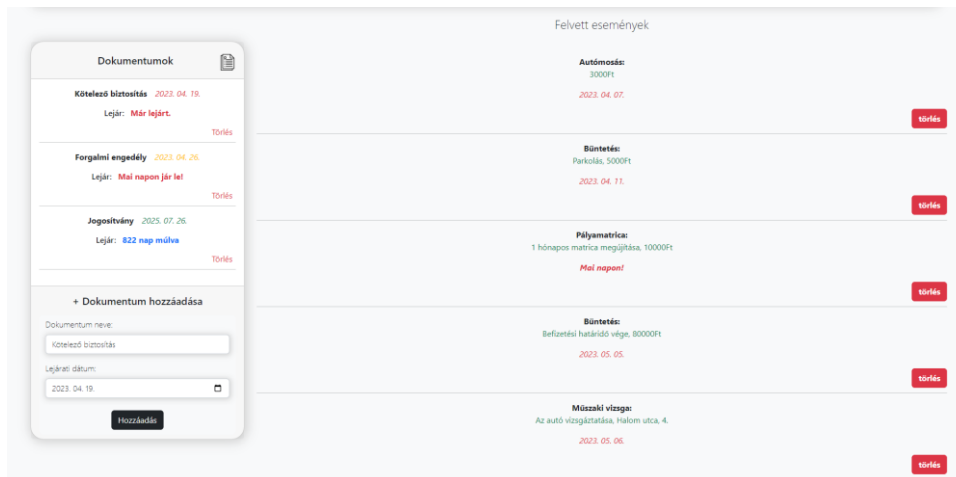 Felvett események
Dokumentumok
Kötelező biztosítás 2023. 04. 19.
Lejár: Már lejárt.
Törlés
Forgalmi engedély 2023. 04. 26.
Lejár: Mai napon jár le!
Törlés
Jogosítvány 2025. 07. 26.
Lejár: 822 nap múlva
Törlés
+ Dokumentum hozzáadása
Dokumentum neve:
Kötelező biztosítás
Lejárati dátum:
2023. 04. 19.
Hozzáadás
Autómosás:
3000Ft
2023. 04. 07.
törlés
Büntetés:
Parkolás, 5000Ft
2023. 04. 11.
törlés
Pályamatrica:
1 hónapos matrica megújítása, 10000Ft
Mai napon!
törlés
Büntetés:
Befizetési határidő vége, 80000Ft
2023. 05. 05.
törlés
Műszaki vizsga:
Az autó vizsgáztatása, Halom utca, 4.
2023. 05. 06.
törlés